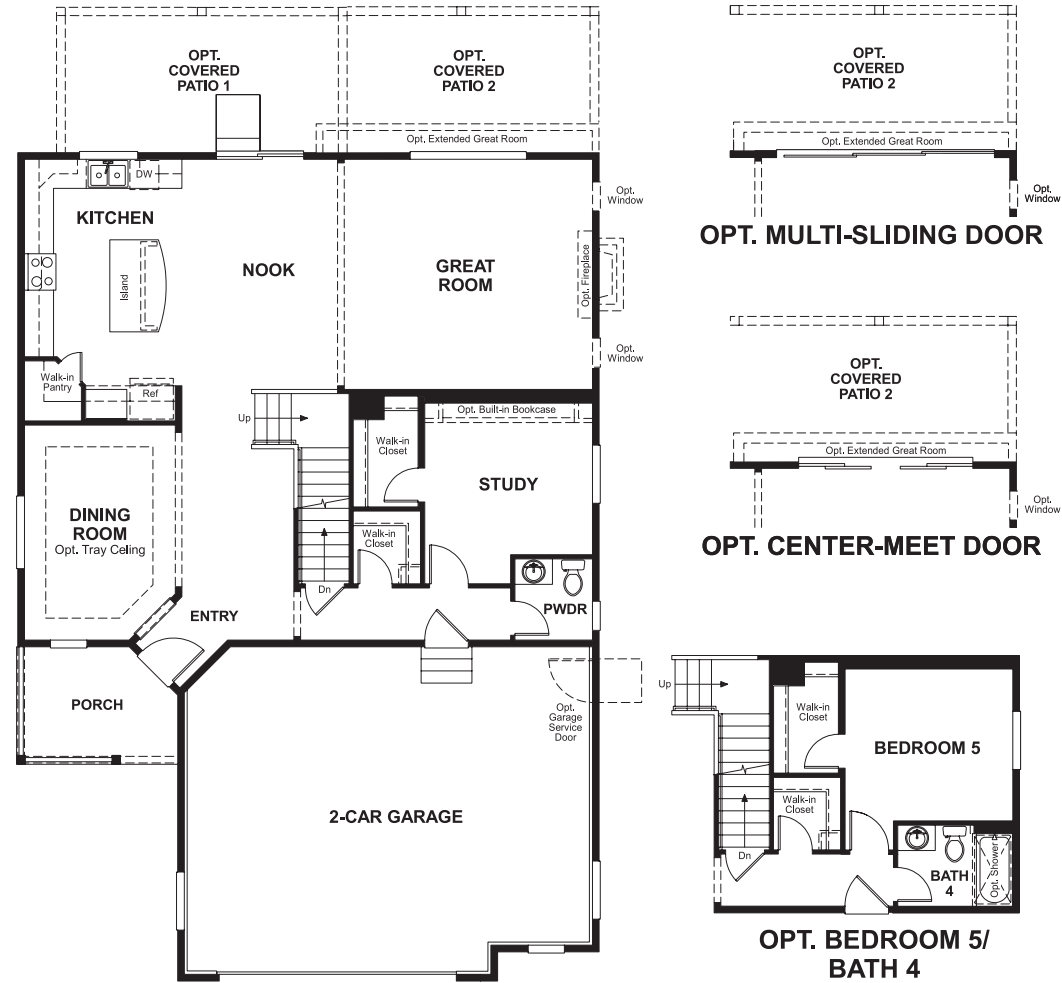 OPT.
COVERED
PATIO 1
OPT.
COVERED
PATIO 2
Opt. Extended Great Room
DW
KITCHEN
NOOK
Island
GREAT
ROOM
Opt.
Window
Opt. Fireplace
Opt.
Window
Walk-in
Pantry
Ref
Up
Walk-in
Closet
Opt. Built-in Bookcase
STUDY
DINING
ROOM
Opt. Tray Celing
Walk-in
Closet
Dn
PWDR
ENTRY
PORCH
Opt.
Garage
Service
Door
2-CAR GARAGE
OPT.
COVERED
PATIO 2
Opt. Extended Great Room
Opt.
Window
OPT. MULTI-SLIDING DOOR
OPT.
COVERED
PATIO 2
Opt. Extended Great Room
Opt.
Window
OPT. CENTER-MEET DOOR
Up
Walk-in
Closet
BEDROOM 5
Walk-in
Closet
Dn
BATH
4
Opt. Shower
OPT. BEDROOM 5/
BATH 4